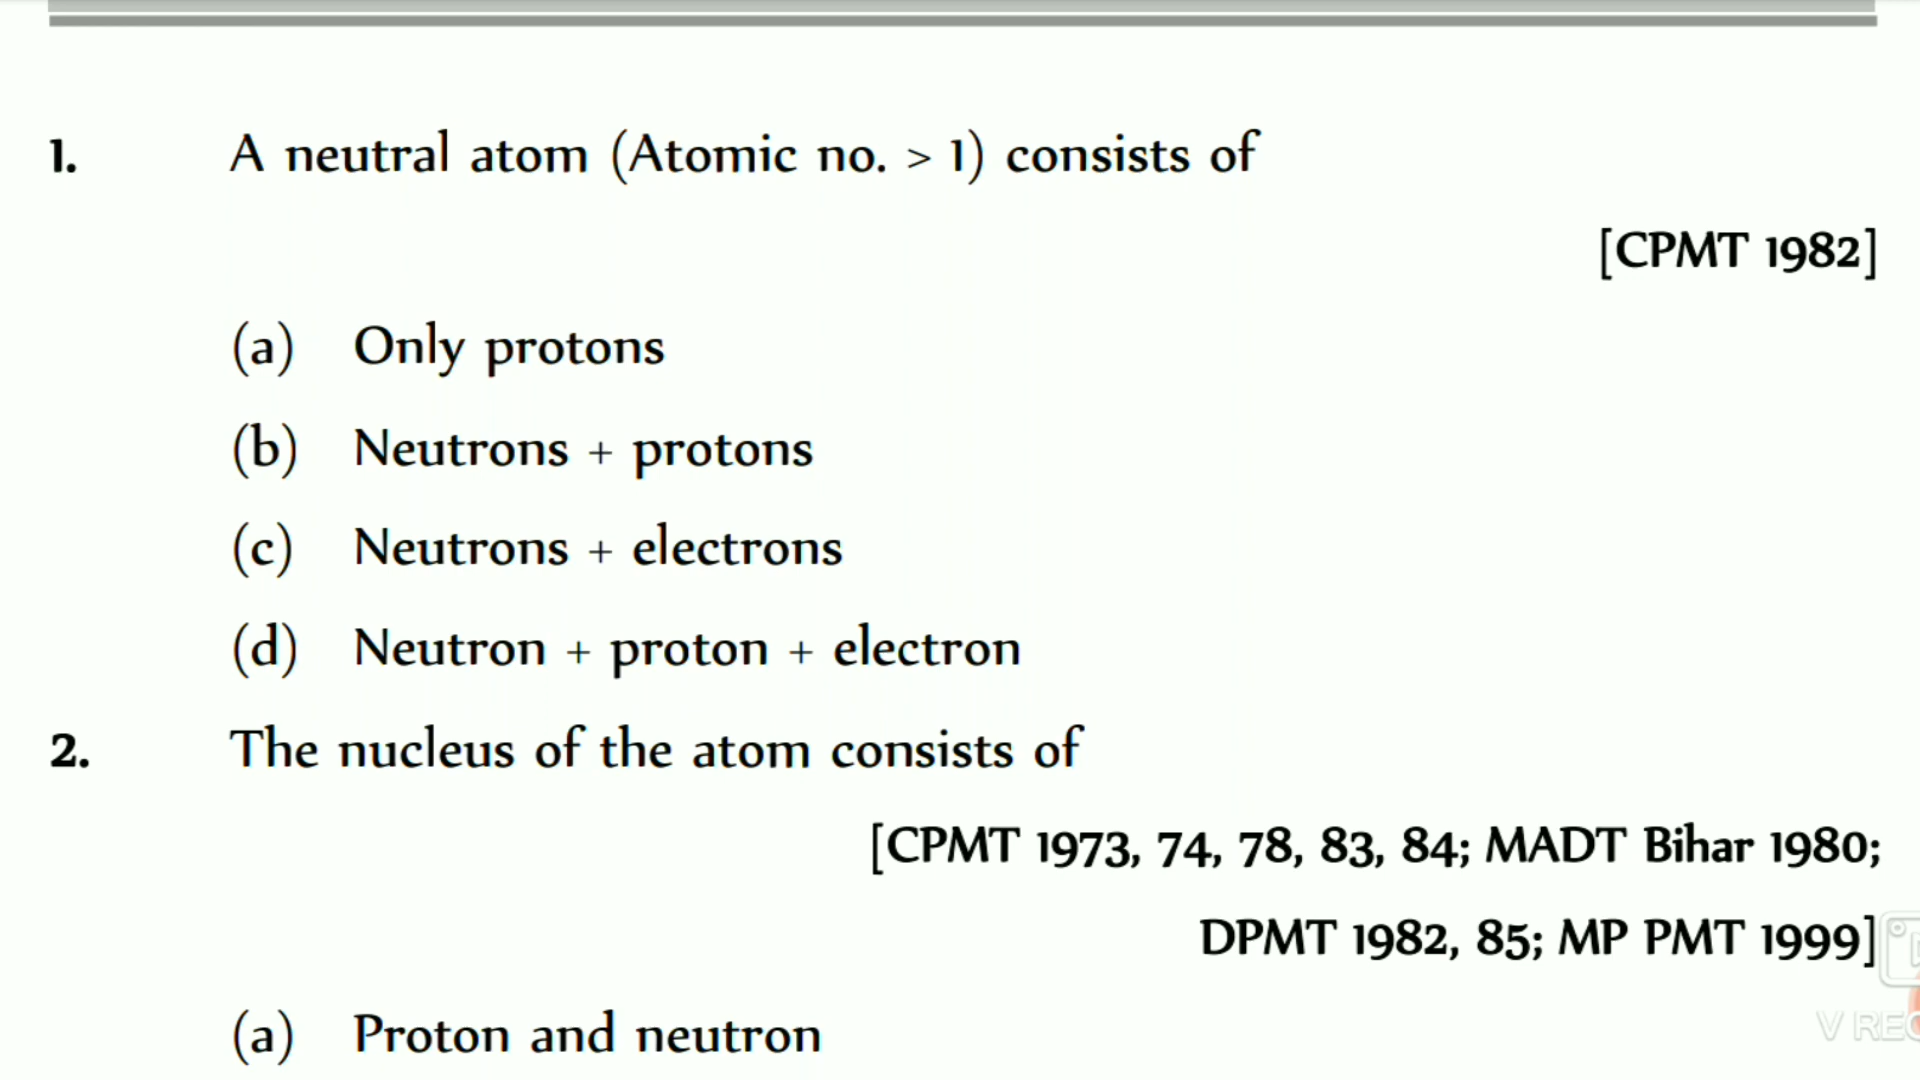 1. A neutral atom (Atomic no. > 1) consists of
[CPMT 1982]
(a) Only protons
(b) Neutrons + protons
(c) Neutrons + electrons
(d) Neutron + proton + electron
2. The nucleus of the atom consists of
[CPMT 1973, 74, 78, 83, 84; MADT Bihar 1980;
DPMT 1982, 85; MP PMT 1999]
(a) Proton and neutron
V REC